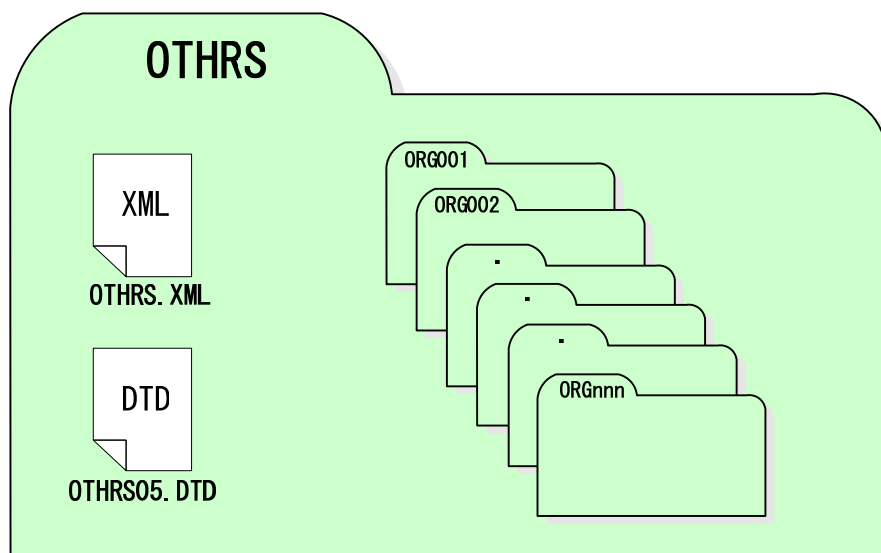 OTHRS
XML
OTHRS.XML
DTD
OTHRS05.DTD
ORG001
ORG002
.
.
.
ORGnnn